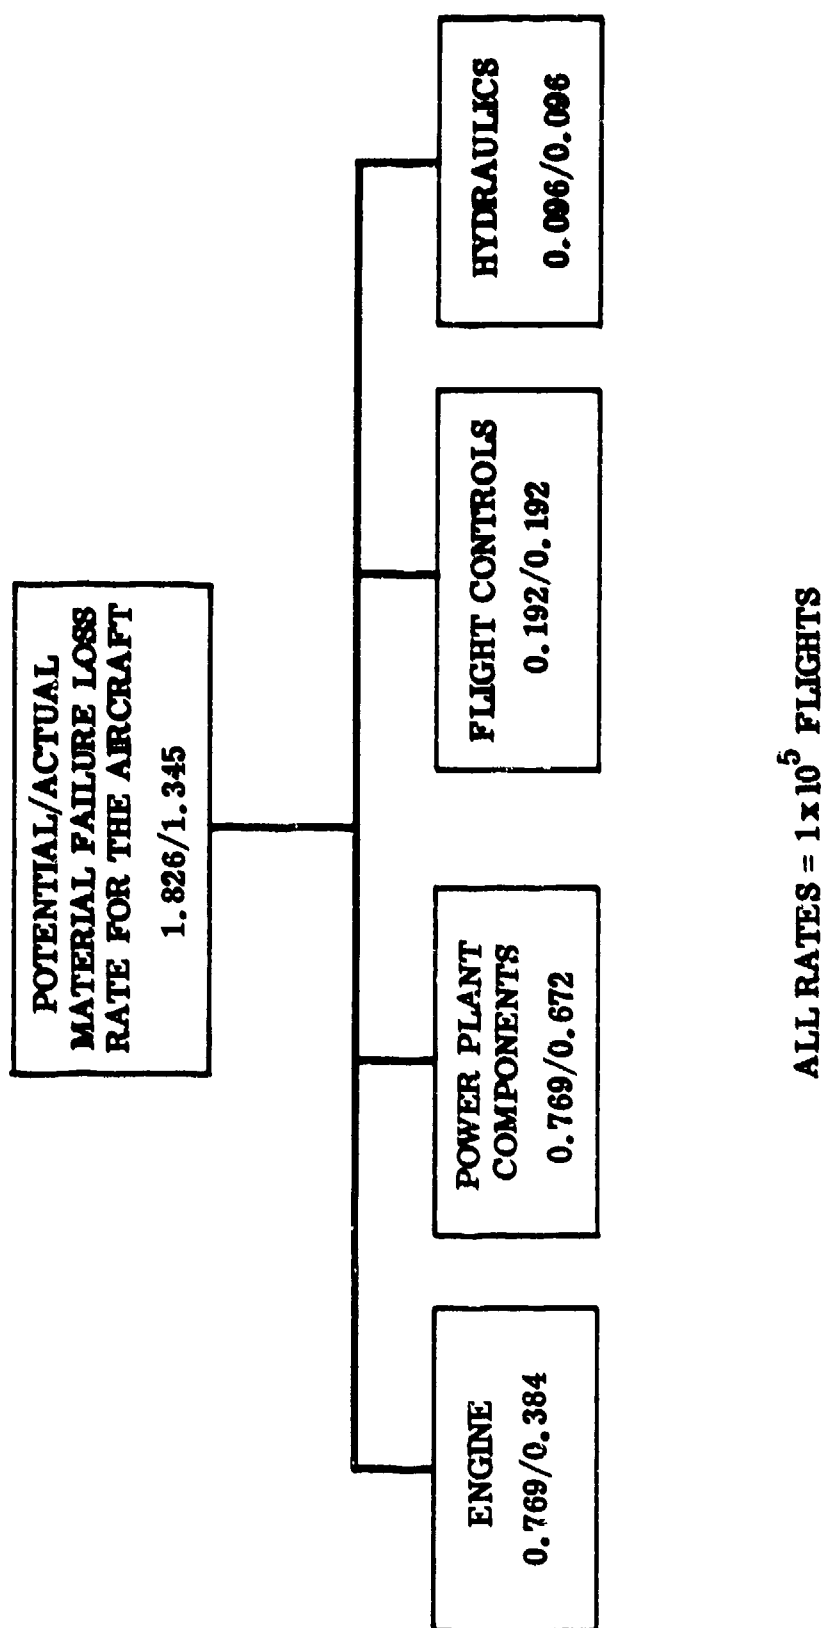 POTENTIAL/ACTUAL
MATERIAL FAILURE LOSS
RATE FOR THE AIRCRAFT
1.826/1.345
ENGINE
0.769/0.384
POWER PLANT
COMPONENTS
0.769/0.672
FLIGHT CONTROLS
0.192/0.192
HYDRAULICS
0.096/0.096
ALL RATES = 1 x 10⁵ FLIGHTS